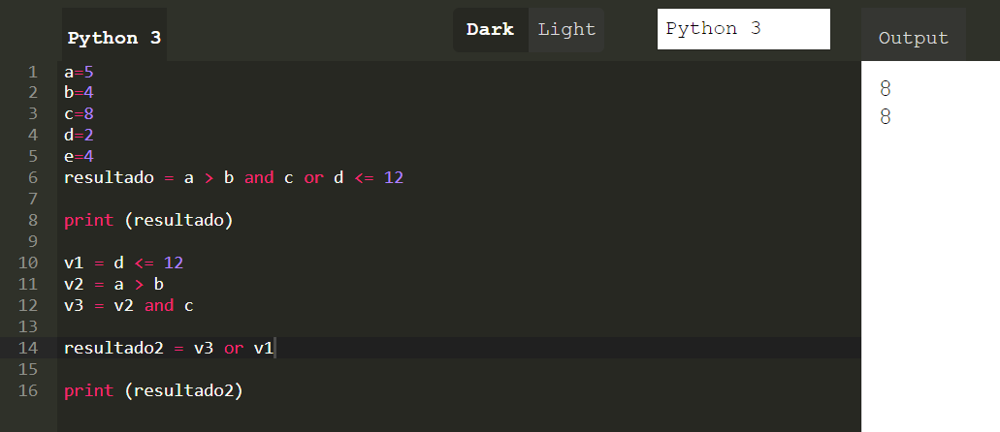 Python 3
Dark Light
Python 3
Output
1 a=5
2 b=4
3 c=8
4 d=2
5 e=4
6 resultado = a > b and c or d <= 12
7
8 print (resultado)
9
10 v1 = d <= 12
11 v2 = a > b
12 v3 = v2 and c
13
14 resultado2 = v3 or v1
15
16 print (resultado2)
8
8